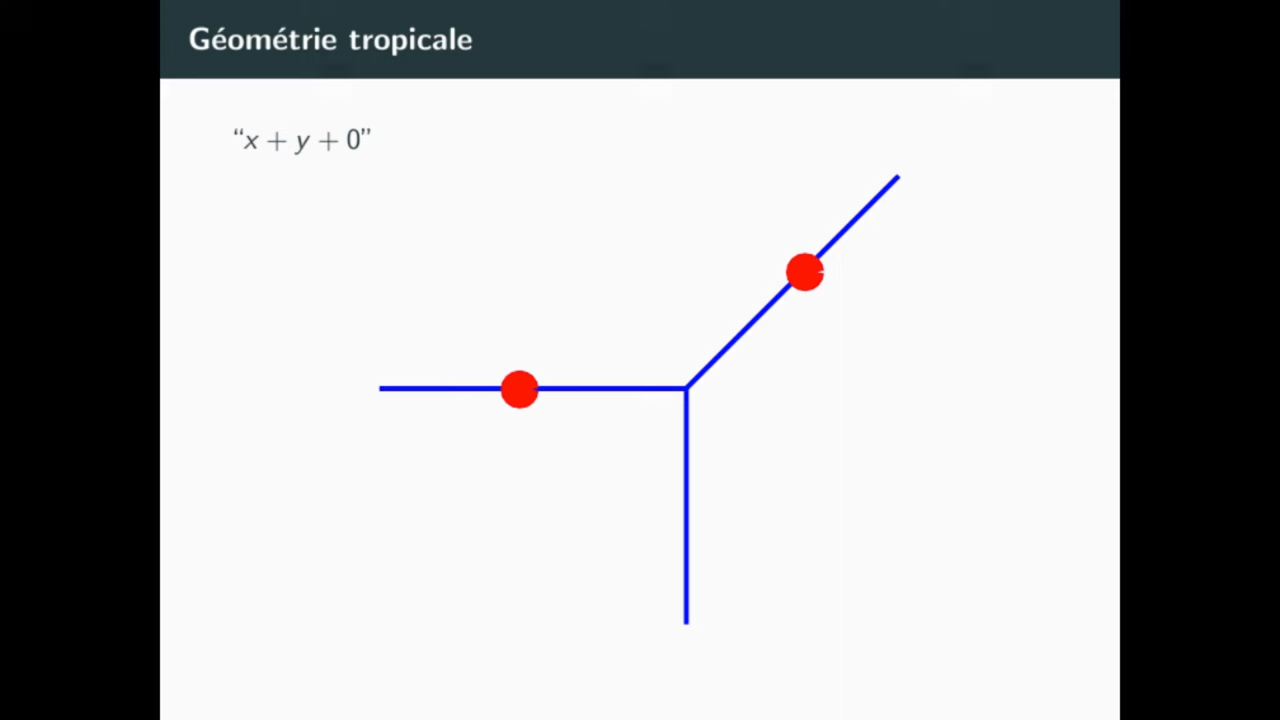 Géométrie tropicale
“x + y + 0”